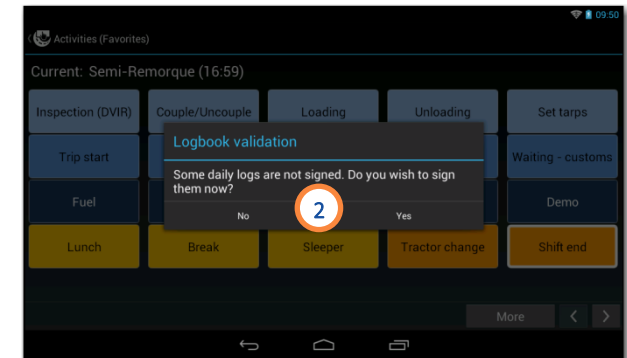 09:50
Activities (Favorites)
Current: Semi-Remorque (16:59)
Inspection (DVIR) Couple/Uncouple Loading Unloading Set tarps
Logbook validation
Trip start Waiting - customs
Some daily logs are not signed. Do you wish to sign
them now?
Fuel Demo
No 2 Yes
Lunch Break Sleeper Tractor change Shift end
More